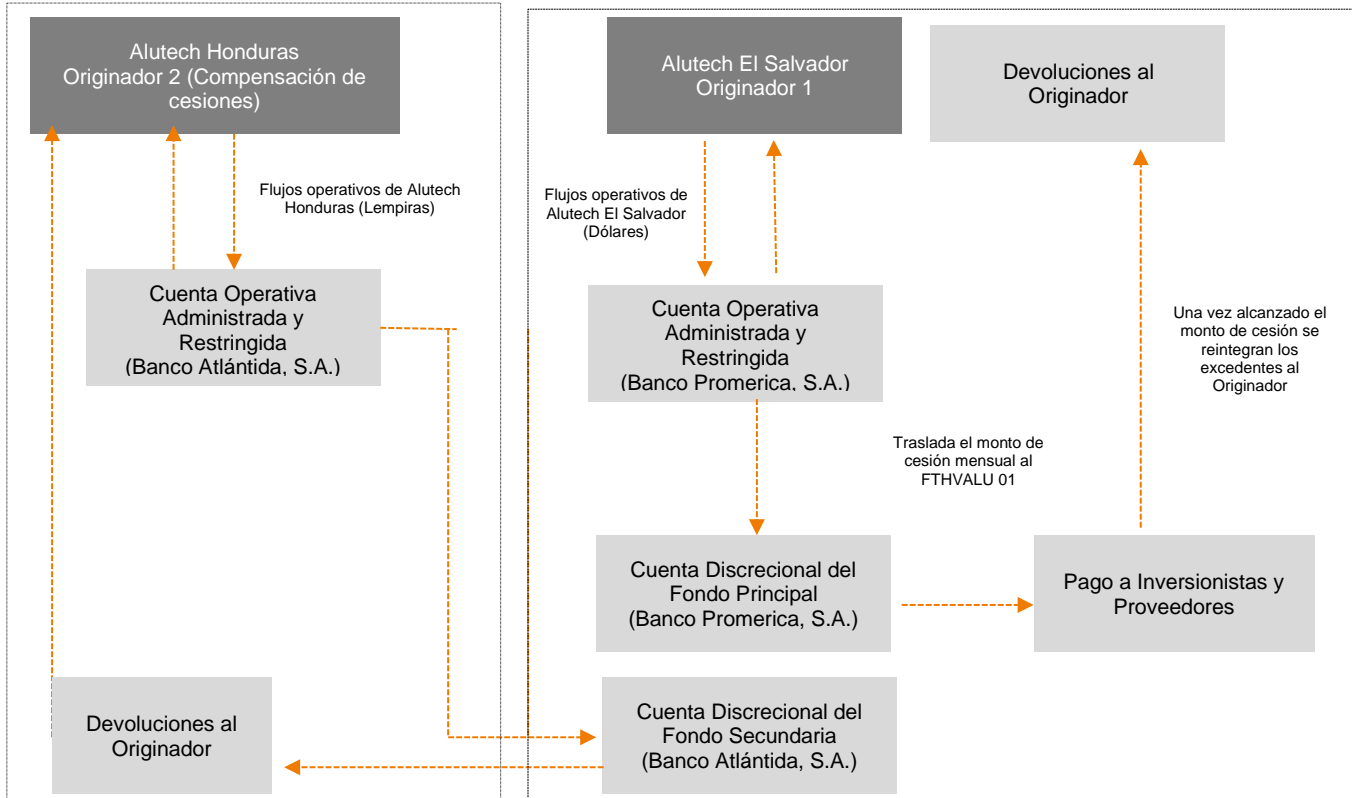 Alutech Honduras
Originador 2 (Compensación de
cesiones)
Alutech El Salvador
Originador 1
Devoluciones al
Originador
Flujos operativos de Alutech
Honduras (Lempiras)
Flujos operativos de
Alutech El Salvador
(Dólares)
Cuenta Operativa
Administrada y
Restringida
(Banco Atlántida, S.A.)
Cuenta Operativa
Administrada y
Restringida
(Banco Promerica, S.A.)
Una vez alcanzado el
monto de cesión se
reintegran los
excedentes al
Originador
Traslada el monto de
cesión mensual al
FTHVALU 01
Cuenta Discrecional del
Fondo Principal
(Banco Promerica, S.A.)
Pago a Inversionistas y
Proveedores
Devoluciones al
Originador
Cuenta Discrecional del
Fondo Secundaria
(Banco Atlántida, S.A.)